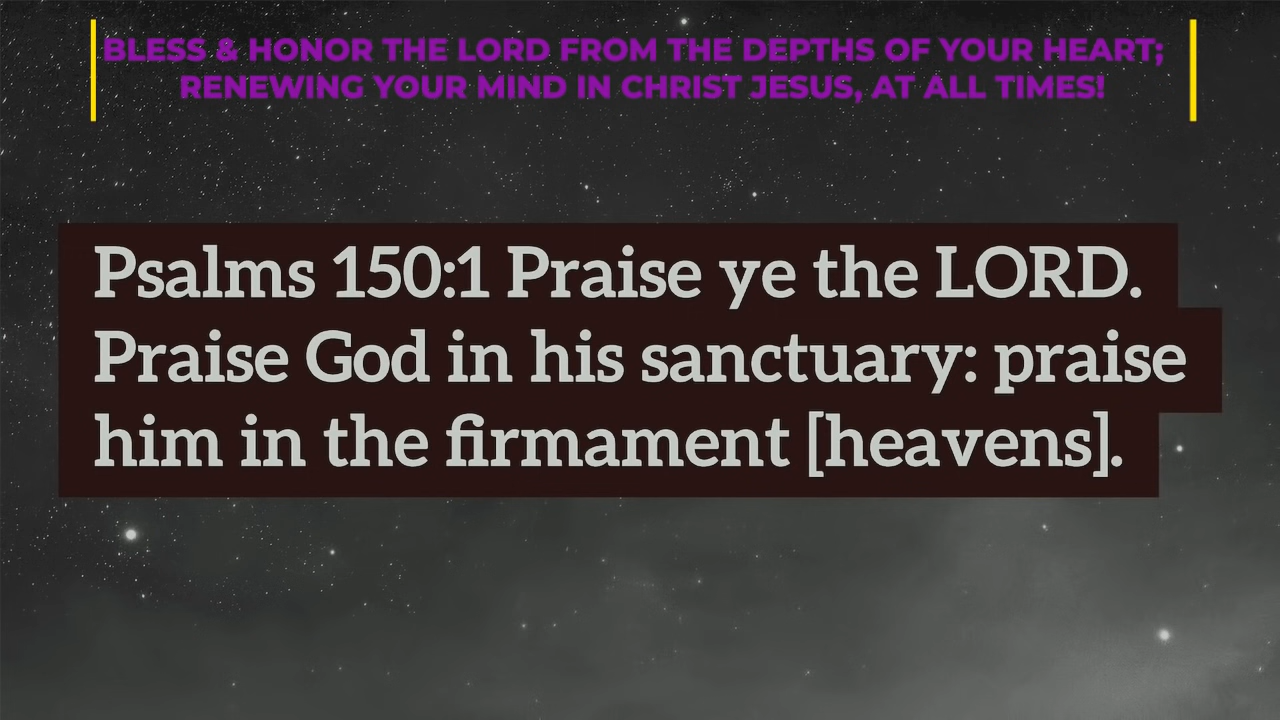 BLESS & HONOR THE LORD FROM THE DEPTHS OF YOUR HEART;
RENEWING YOUR MIND IN CHRIST JESUS, AT ALL TIMES!
Psalms 150:1 Praise ye the LORD.
Praise God in his sanctuary: praise
him in the firmament [heavens].